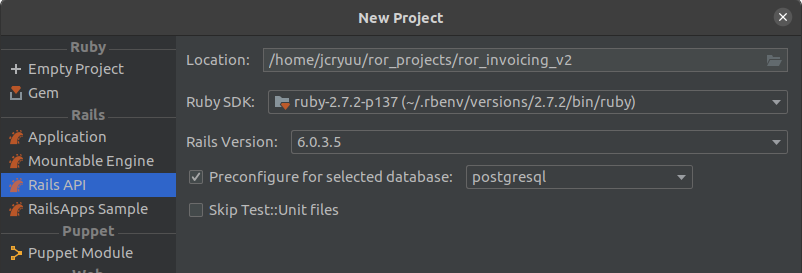 New Project
Ruby
Empty Project
Gem
Rails
Application
Mountable Engine
Rails API
RailsApps Sample
Puppet
Puppet Module
Web
Location: /home/jcryuu/ror_projects/ror_invoicing_v2
Ruby SDK: ruby-2.7.2-p137 (~/.rbenv/versions/2.7.2/bin/ruby)
Rails Version: 6.0.3.5
Preconfigure for selected database: postgresql
Skip Test::Unit files